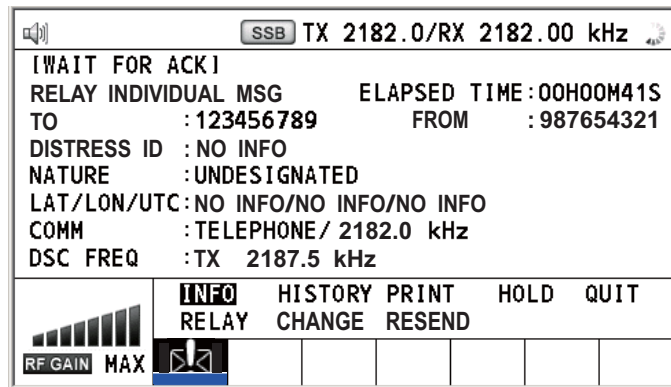 SSB TX 2182.0/RX 2182.00 kHz
[WAIT FOR ACK]
RELAY INDIVIDUAL MSG ELAPSED TIME:00H00M41S
TO :123456789 FROM :987654321
DISTRESS ID :NO INFO
NATURE :UNDESIGNATED
LAT/LON/UTC:NO INFO/NO INFO/NO INFO
COMM :TELEPHONE/ 2182.0 kHz
DSC FREQ :TX 2187.5 kHz
INFO HISTORY PRINT HOLD QUIT
RELAY CHANGE RESEND
RF GAIN MAX